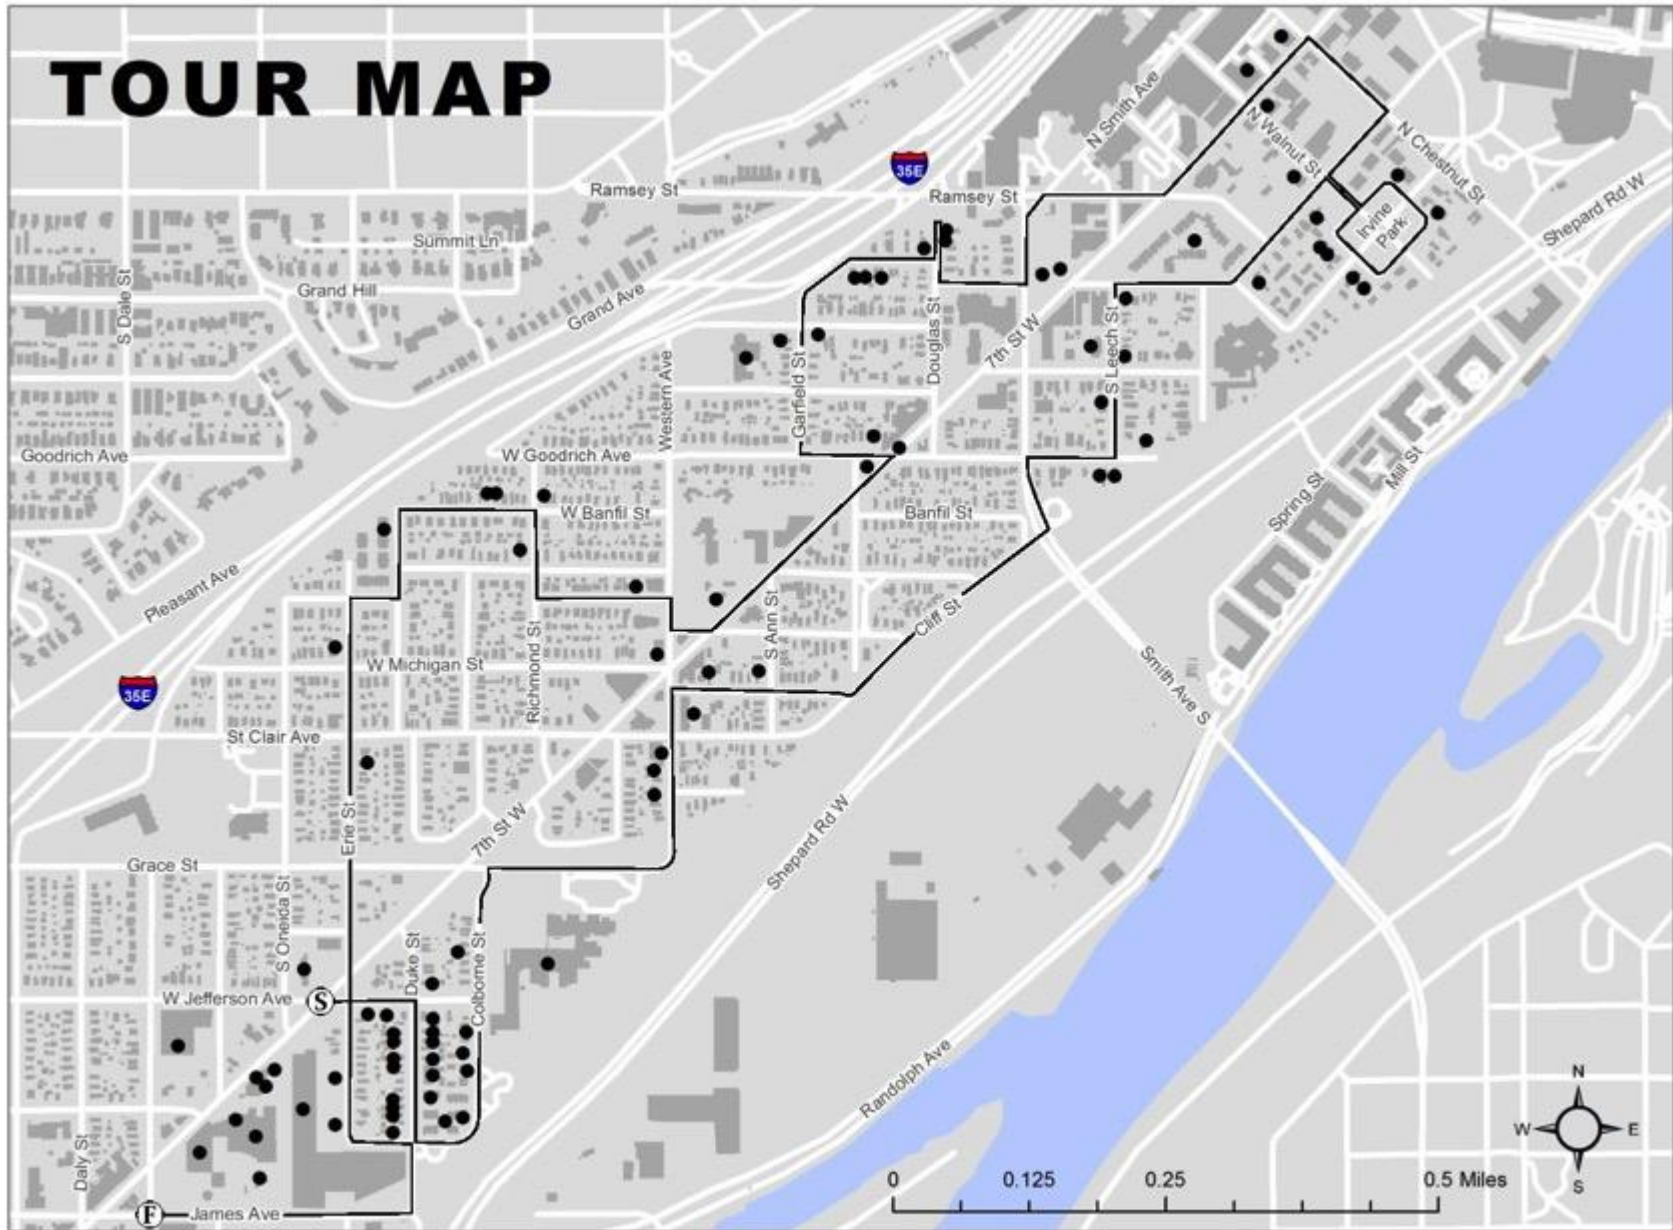 TOUR MAP
N Smith Ave
N Walnut St
N Chestnut St
35E
Ramsey St
Ramsey St
Shepard Rd W
Irvine
Park
Summit Ln
Grand Hill
S Dale St
Grand Ave
Douglas St
7th St W
S Leech St
Western Ave
Garfield St
Goodrich Ave
W Goodrich Ave
W Banfil St
Banfil St
Spring St
Mill St
Pleasant Ave
S Ann St
Cliff St
Richmond St
W Michigan St
Smith Ave S
35E
St Clair Ave
Erie St
7th St W
Shepard Rd W
Grace St
S Oneida St
Duke St
Colborne St
W Jefferson Ave
S
Randolph Ave
N
W
E
S
Daly St
0
0.125
0.25
0.5 Miles
F
James Ave